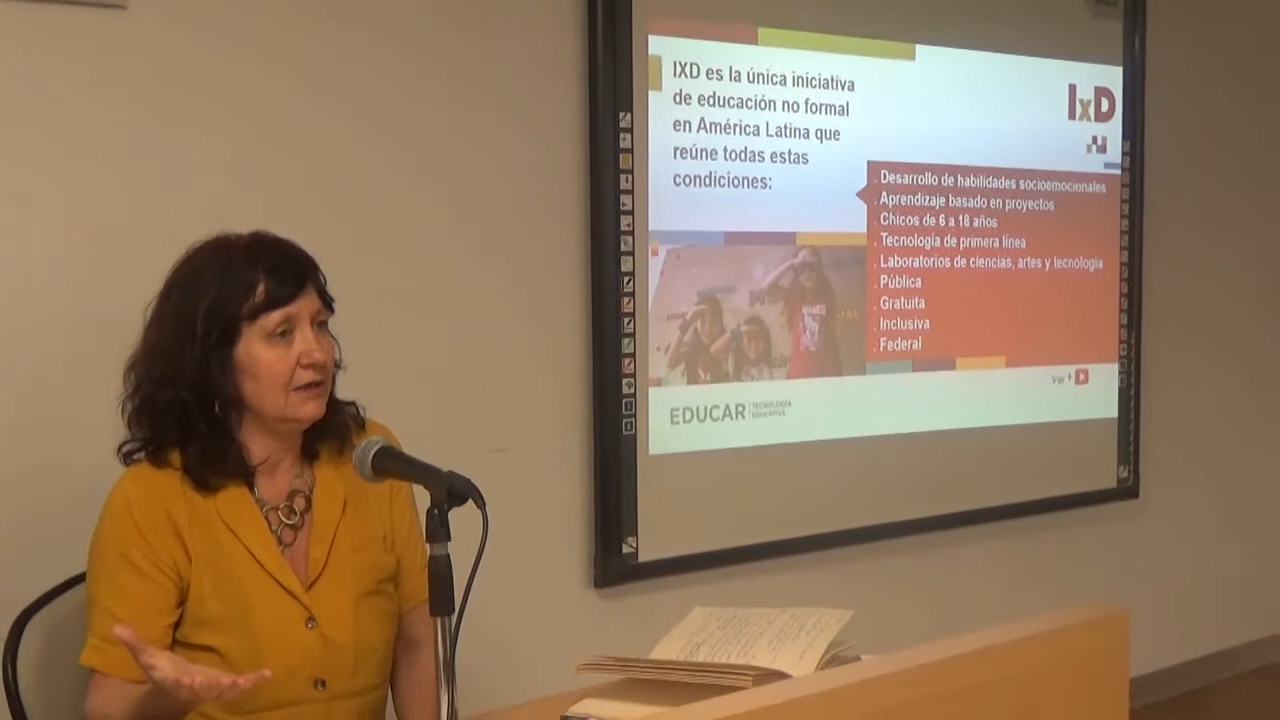 IXD es la única iniciativa
de educación no formal
en América Latina que
reúne todas estas
condiciones:
IxD
. Desarrollo de habilidades socioemocionales
. Aprendizaje basado en proyectos
. Chicos de 6 a 18 años
. Tecnología de primera línea
. Laboratorios de ciencias, artes y tecnología
. Pública
. Gratuita
. Inclusiva
. Federal
Ver +
EDUCAR
TECNOLOGÍA
EDUCATIVA